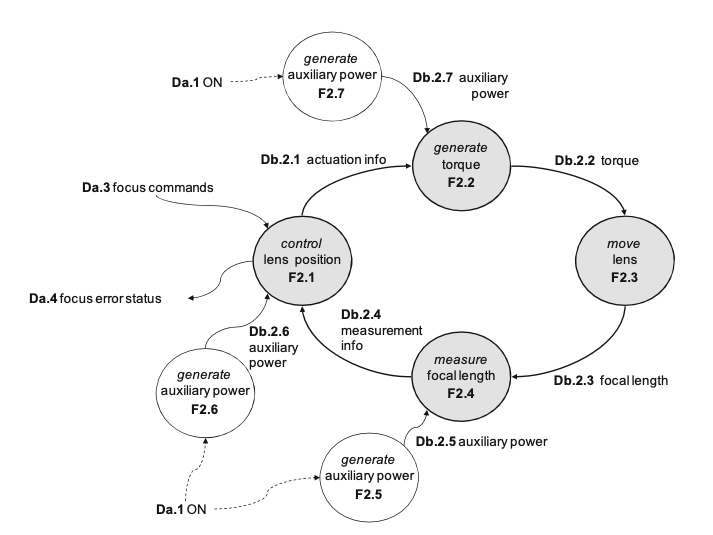 generate
auxiliary power
F2.7
Da.1 ON
Db.2.7 auxiliary
power
generate
torque
F2.2
Db.2.1 actuation info
Db.2.2 torque
Da.3 focus commands
control
lens position
F2.1
move
lens
F2.3
Da.4 focus error status
Db.2.4
measurement
info
Db.2.6
auxiliary
power
measure
focal length
F2.4
Db.2.3 focal length
generate
auxiliary power
F2.6
Db.2.5 auxiliary power
generate
auxiliary power
F2.5
Da.1 ON